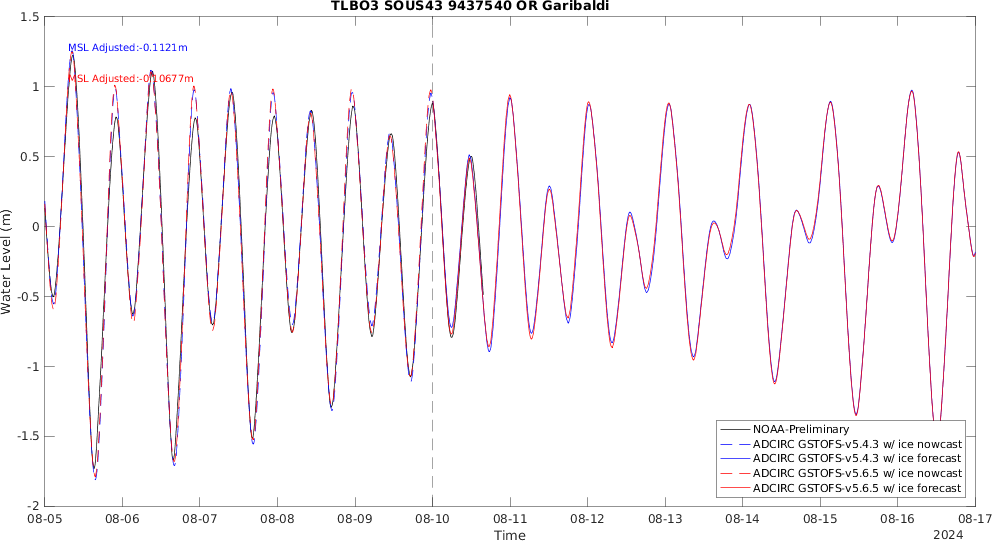 TLBO3 SOUS43 9437540 OR Garibaldi
MSL Adjusted:-0.1121m
MSL Adjusted:-0.10677m
Water Level (m)
1.5
1
0.5
0
-0.5
-1
-1.5
-2
NOAA-Preliminary
ADCIRC GSTOFS-v5.4.3 w/ ice nowcast
ADCIRC GSTOFS-v5.4.3 w/ ice forecast
ADCIRC GSTOFS-v5.6.5 w/ ice nowcast
ADCIRC GSTOFS-v5.6.5 w/ ice forecast
08-05 08-06 08-07 08-08 08-09 08-10 08-11 08-12 08-13 08-14 08-15 08-16 08-17
Time
2024